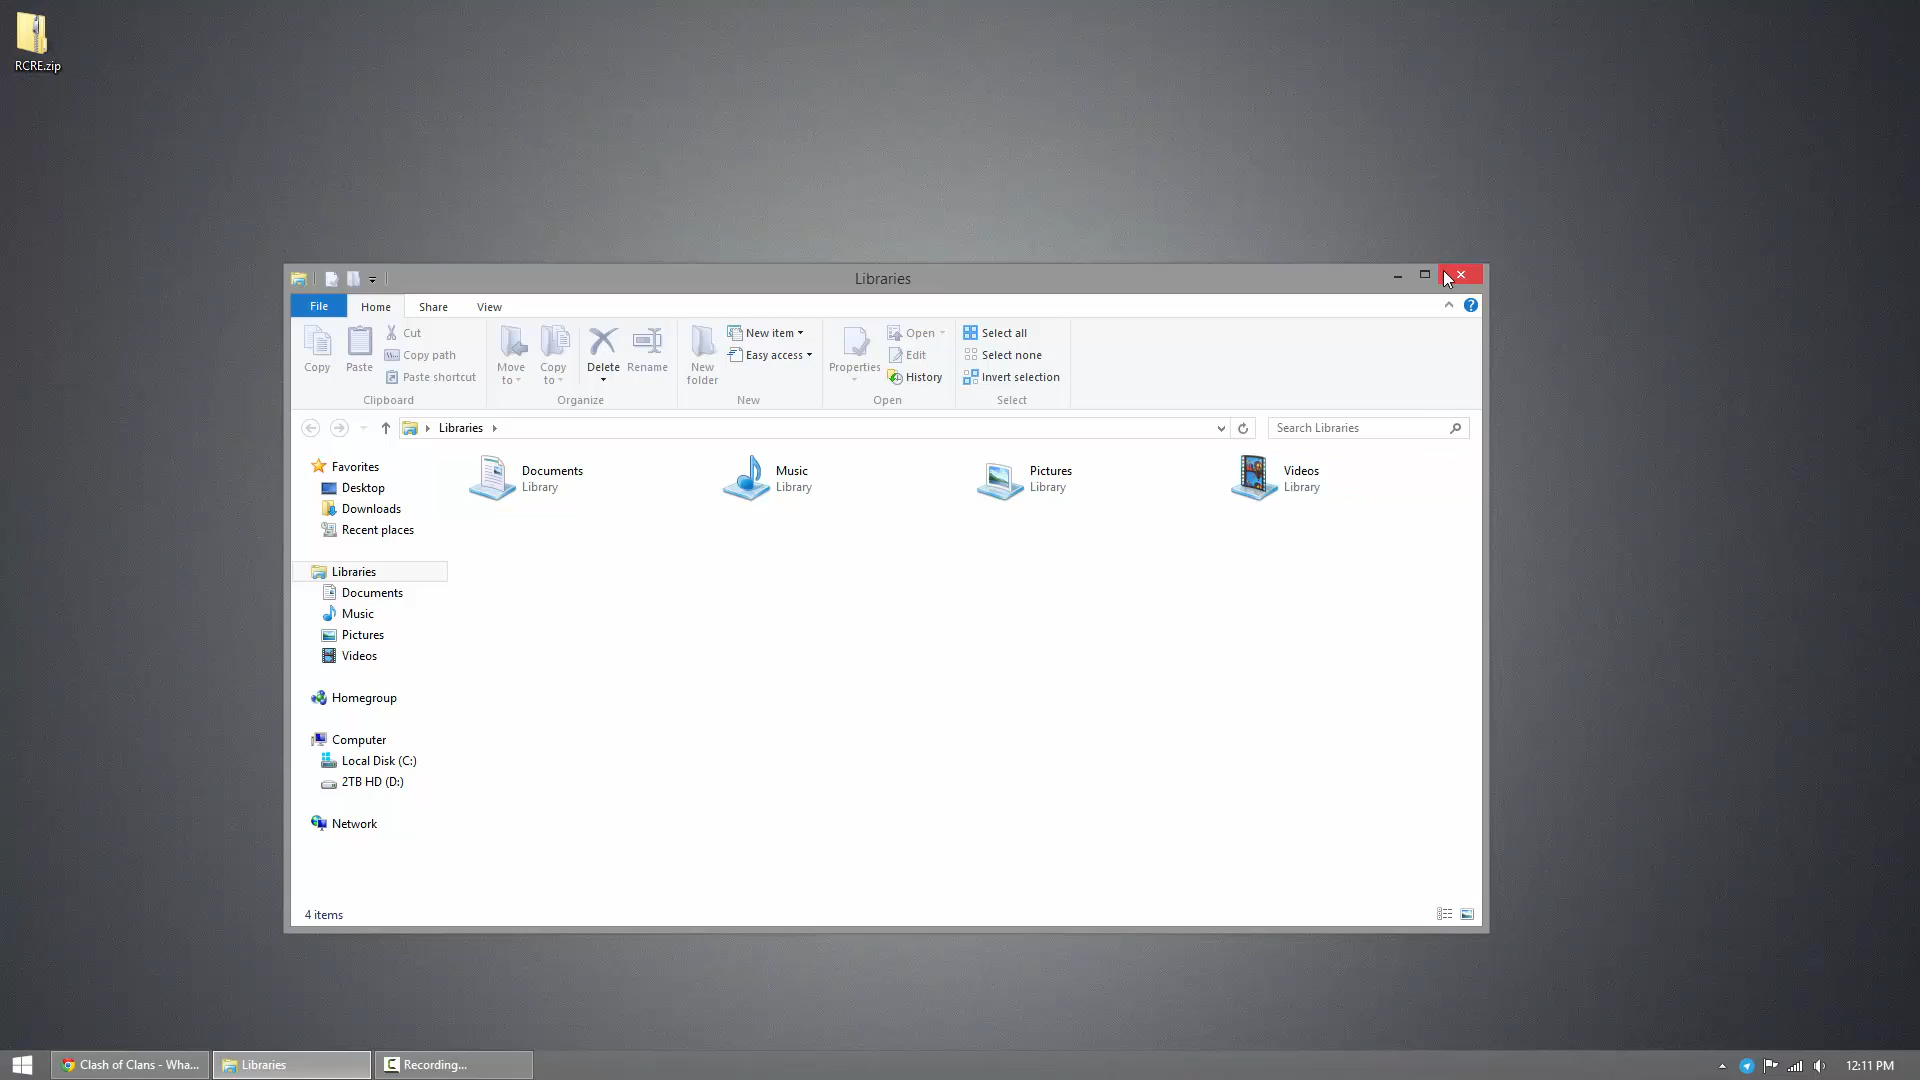 RCRE.zip
Libraries
File
Home
Share
View
Copy
Paste
Cut
Copy path
Paste shortcut
Clipboard
Move
to
Copy
to
Delete
Rename
Organize
New
folder
New item
Easy access
New
Properties
Open
Edit
History
Open
Select all
Select none
Invert selection
Select
Libraries
Search Libraries
Favorites
Desktop
Downloads
Recent places
Libraries
Documents
Music
Pictures
Videos
Homegroup
Computer
Local Disk (C:)
2TB HD (D:)
Network
Documents
Library
Music
Library
Pictures
Library
Videos
Library
4 items
Clash of Clans - Wha...
Libraries
Recording...
12:11 PM